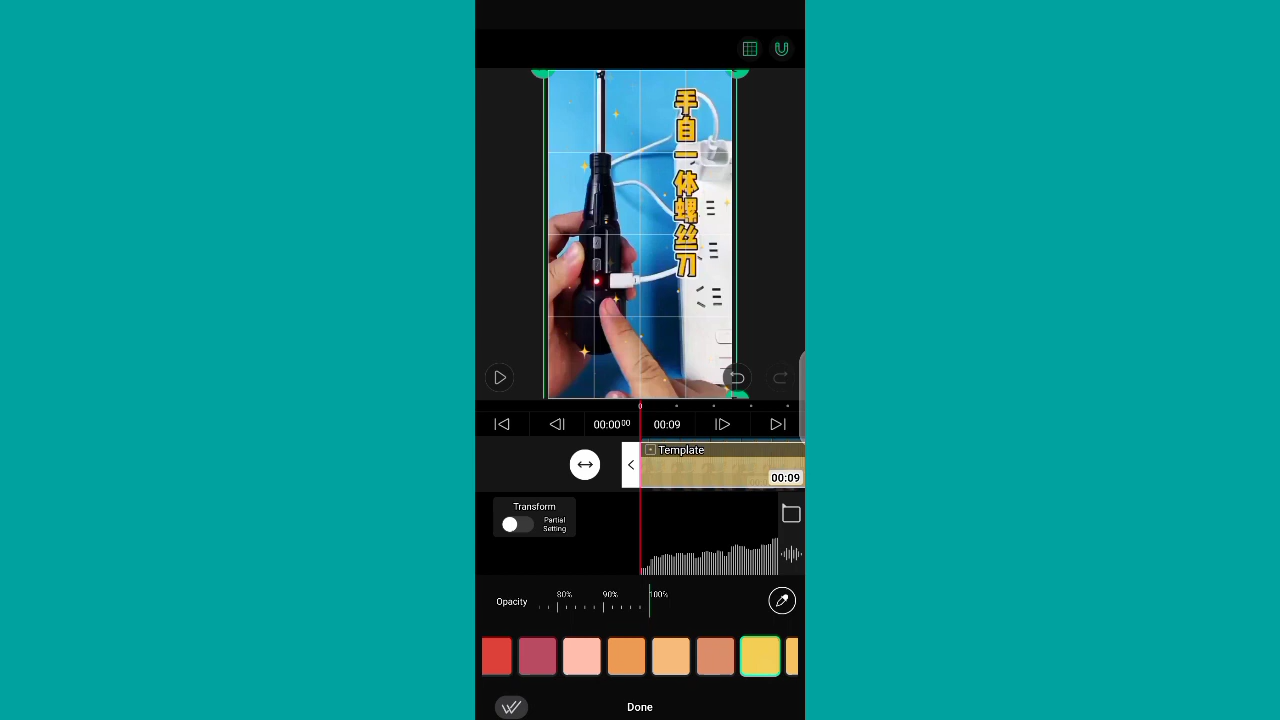 手自一体螺丝刀
00:00 00
00:09
Template
00:09
Transform
Partial
Setting
Opacity
80%
90%
100%
Done